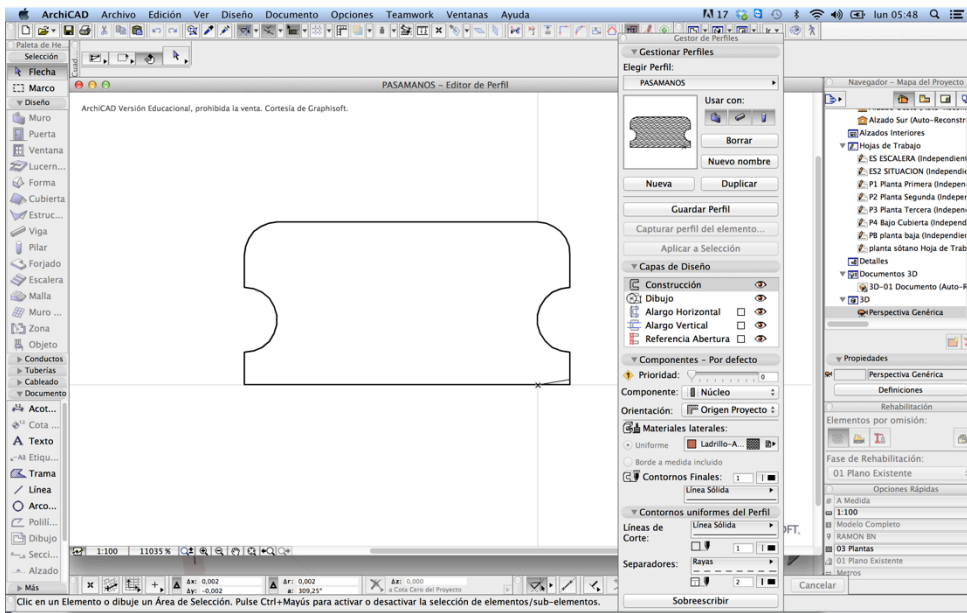 ArchiCAD Archivo Edición Ver Diseño Documento Opciones Teamwork Ventanas Ayuda
17
lun 05:48
Paleta de He...
Selección
Flecha
Marco
Diseño
Muro
Puerta
Ventana
Lucern...
Forma
Cubierta
Estruc...
Viga
Pilar
Forjado
Escalera
Malla
Muro ...
Zona
Objeto
Conductos
Tuberías
Cableado
Documento
Acot...
Cota ...
Texto
Etiqu...
Trama
Línea
Arco...
Polilí...
Dibujo
Secci...
Alzado
Más
Cuad
PASAMANOS – Editor de Perfil
ArchiCAD Versión Educacional, prohibida la venta. Cortesía de Graphisoft.
1:100
11035 %
Δx: 0,002
Δy: -0,002
Δr: 0,002
a: 309,25°
Δz: 0,000
a Cota Cero del Proyecto
Clic en un Elemento o dibuje un Área de Selección. Pulse Ctrl+Mayús para activar o desactivar la selección de elementos/sub-elementos.
Gestor de Perfiles
Gestionar Perfiles
Elegir Perfil:
PASAMANOS
Usar con:
Borrar
Nuevo nombre
Nueva
Duplicar
Guardar Perfil
Capturar perfil del elemento...
Aplicar a Selección
Capas de Diseño
Construcción
Dibujo
Alargo Horizontal
Alargo Vertical
Referencia Abertura
Componentes – Por defecto
Prioridad:
0
Componente:
Núcleo
Orientación:
Origen Proyecto
Materiales laterales:
Uniforme
Ladrillo-A...
Borde a medida incluido
Contornos Finales:
1
Línea Sólida
Contornos uniformes del Perfil
Líneas de Corte:
Línea Sólida
1
Separadores:
Rayas
2
Sobreescribir
OFT.
Cancelar
Navegador – Mapa del Proyecto
Alzado Sur (Auto-Reconstr
Alzados Interiores
Hojas de Trabajo
ES ESCALERA (Independient
ES2 SITUACION (Independie
P1 Planta Primera (Indepen
P2 Planta Segunda (Indepen
P3 Planta Tercera (Independ
P4 Bajo Cubierta (Independ
PB planta baja (Independien
planta sótano Hoja de Trab
Detalles
Documentos 3D
3D-01 Documento (Auto-R
3D
Perspectiva Genérica
Propiedades
Perspectiva Genérica
Definiciones
Rehabilitación
Elementos por omisión:
Fase de Rehabilitación:
01 Plano Existente
Opciones Rápidas
A Medida
1:100
Modelo Completo
RAMON BN
03 Plantas
01 Plano Existente
Metros